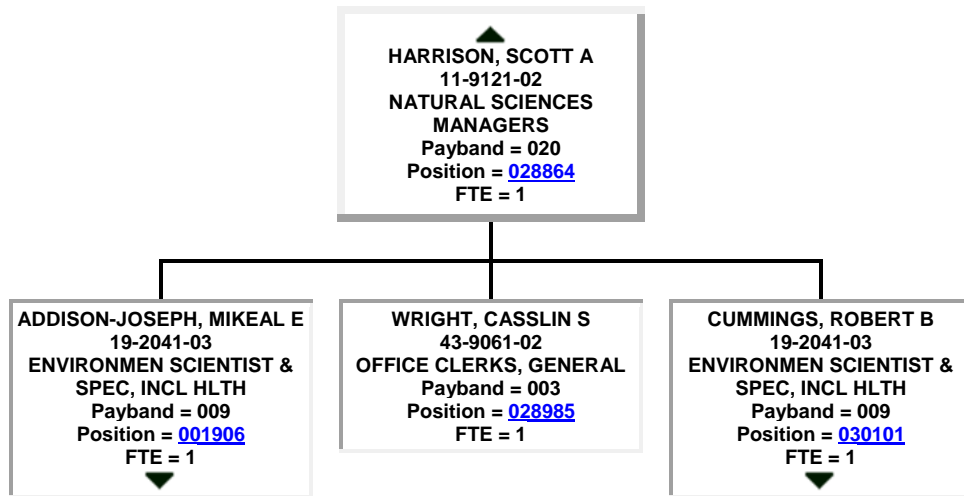 HARRISON, SCOTT A
11-9121-02
NATURAL SCIENCES
MANAGERS
Payband = 020
Position = 028864
FTE = 1
ADDISON-JOSEPH, MIKEAL E
19-2041-03
ENVIRONMEN SCIENTIST &
SPEC, INCL HLTH
Payband = 009
Position = 001906
FTE = 1
WRIGHT, CASSLIN S
43-9061-02
OFFICE CLERKS, GENERAL
Payband = 003
Position = 028985
FTE = 1
CUMMINGS, ROBERT B
19-2041-03
ENVIRONMEN SCIENTIST &
SPEC, INCL HLTH
Payband = 009
Position = 030101
FTE = 1